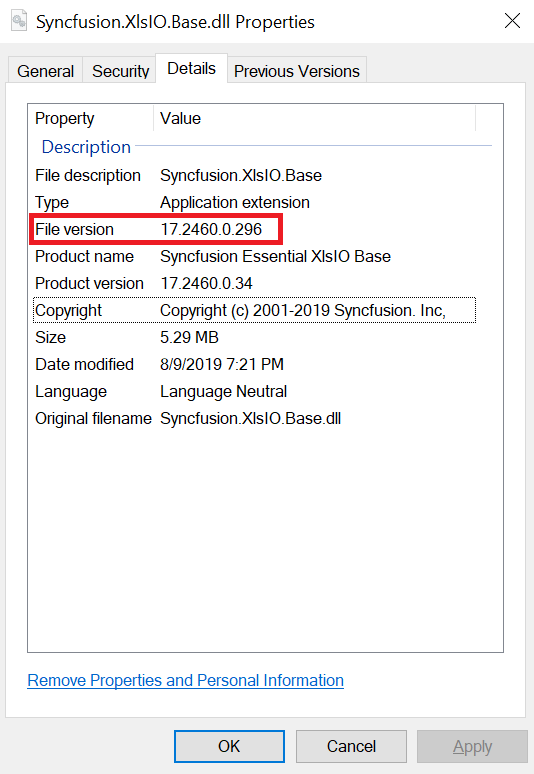 Syncfusion.XlsIO.Base.dll Properties
General Security Details Previous Versions
Property Value
Description
File description Syncfusion.XlsIO.Base
Type Application extension
File version 17.2460.0.296
Product name Syncfusion Essential XlsIO Base
Product version 17.2460.0.34
Copyright Copyright (c) 2001-2019 Syncfusion. Inc,
Size 5.29 MB
Date modified 8/9/2019 7:21 PM
Language Language Neutral
Original filename Syncfusion.XlsIO.Base.dll
Remove Properties and Personal Information
OK Cancel Apply